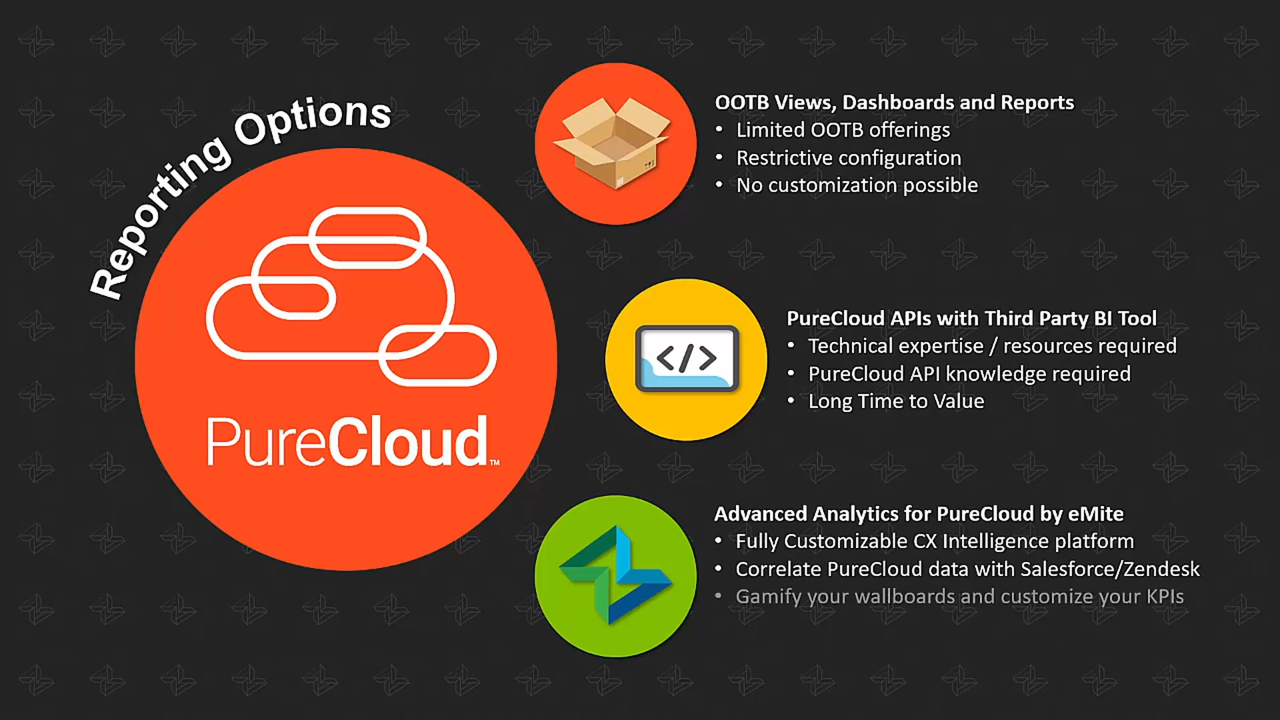 Reporting Options
PureCloud™
OOTB Views, Dashboards and Reports
• Limited OOTB offerings
• Restrictive configuration
• No customization possible
</>
PureCloud APIs with Third Party BI Tool
• Technical expertise / resources required
• PureCloud API knowledge required
• Long Time to Value
Advanced Analytics for PureCloud by eMite
• Fully Customizable CX Intelligence platform
• Correlate PureCloud data with Salesforce/Zendesk
• Gamify your wallboards and customize your KPIs